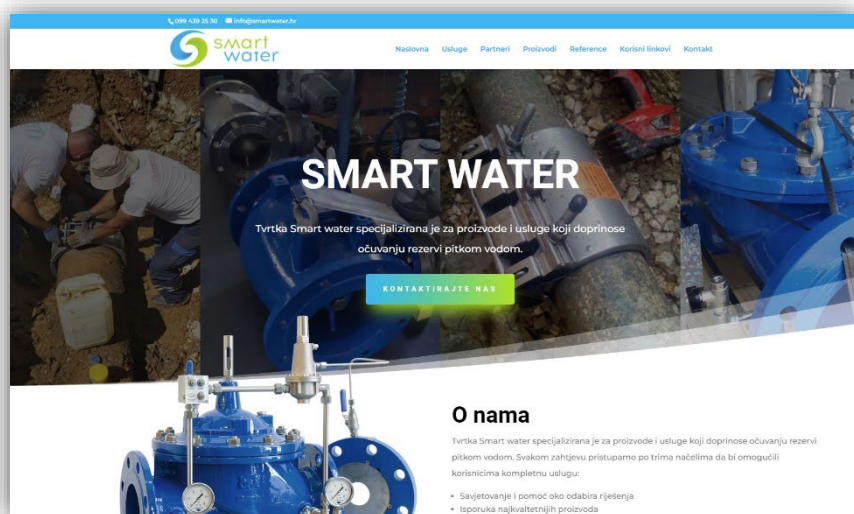 099 439 25 30 info@smartwater.hr
smart
water
Naslovna Usluge Partneri Proizvodi Reference Korisni linkovi Kontakt
SMART WATER
Tvrtka Smart water specijalizirana je za proizvode i usluge koji doprinose
očuvanju rezervi pitkom vodom.
KONTAKTIRAJTE NAS
O nama
Tvrtka Smart water specijalizirana je za proizvode i usluge koji doprinose očuvanju rezervi
pitkom vodom. Svakom zahtjevu pristupamo po trima načelima da bi omogućili
korisnicima kompletnu uslugu:
• Savjetovanje i pomoć oko odabira rješenja
• Isporuka najkvaltetnijih proizvoda